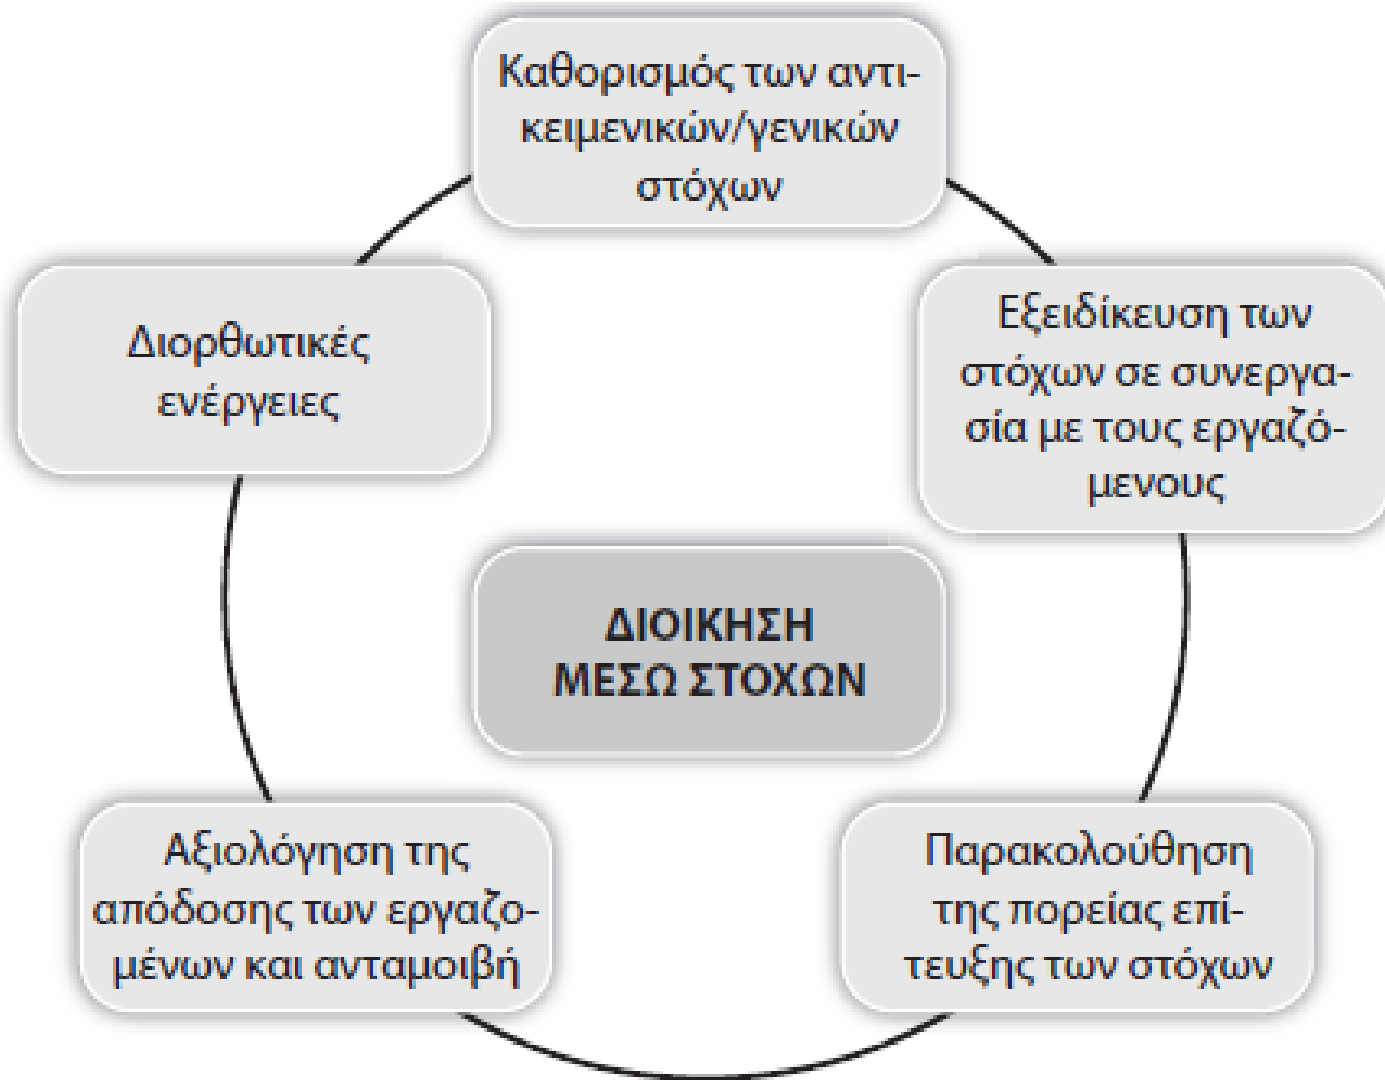 Καθορισμός των αντι-
κειμενικών/γενικών
στόχων
Εξειδίκευση των
στόχων σε συνεργα-
σία με τους εργαζό-
μενους
Παρακολούθηση
της πορείας επί-
τευξης των στόχων
Αξιολόγηση της
απόδοσης των εργαζο-
μένων και ανταμοιβή
Διορθωτικές
ενέργειες
ΔΙΟΙΚΗΣΗ
ΜΕΣΩ ΣΤΟΧΩΝ